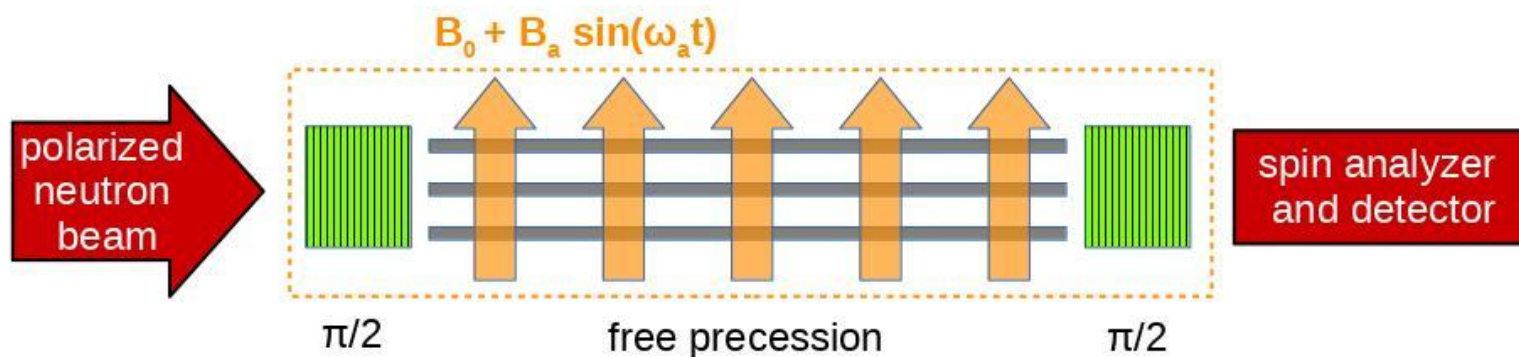 B₀ + Bₐ sin(ωₐt)
polarized
neutron
beam
spin analyzer
and detector
π/2
free precession
π/2